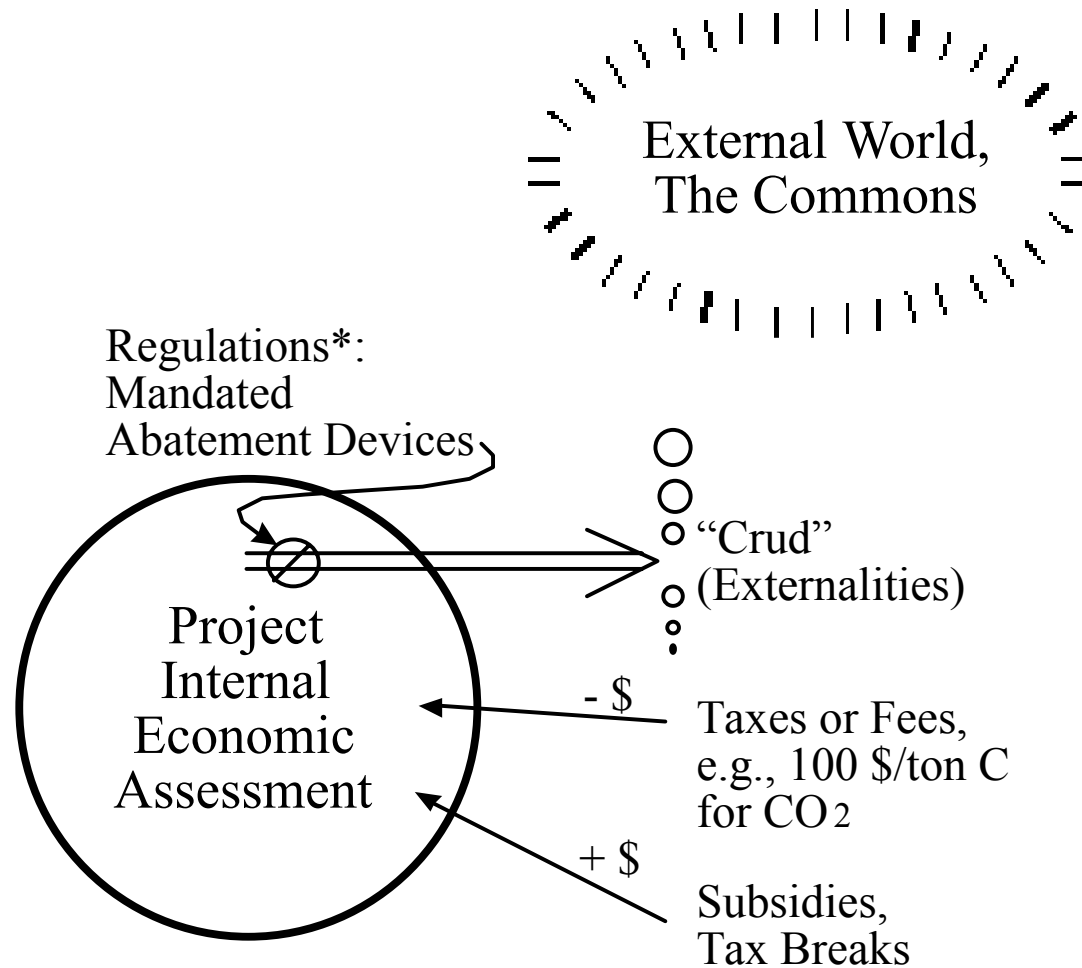 External World,
The Commons
Regulations*:
Mandated
Abatement Devices
“Crud”
(Externalities)
Project
Internal
Economic
Assessment
- $
Taxes or Fees,
e.g., 100 $/ton C
for CO2
+ $
Subsidies,
Tax Breaks